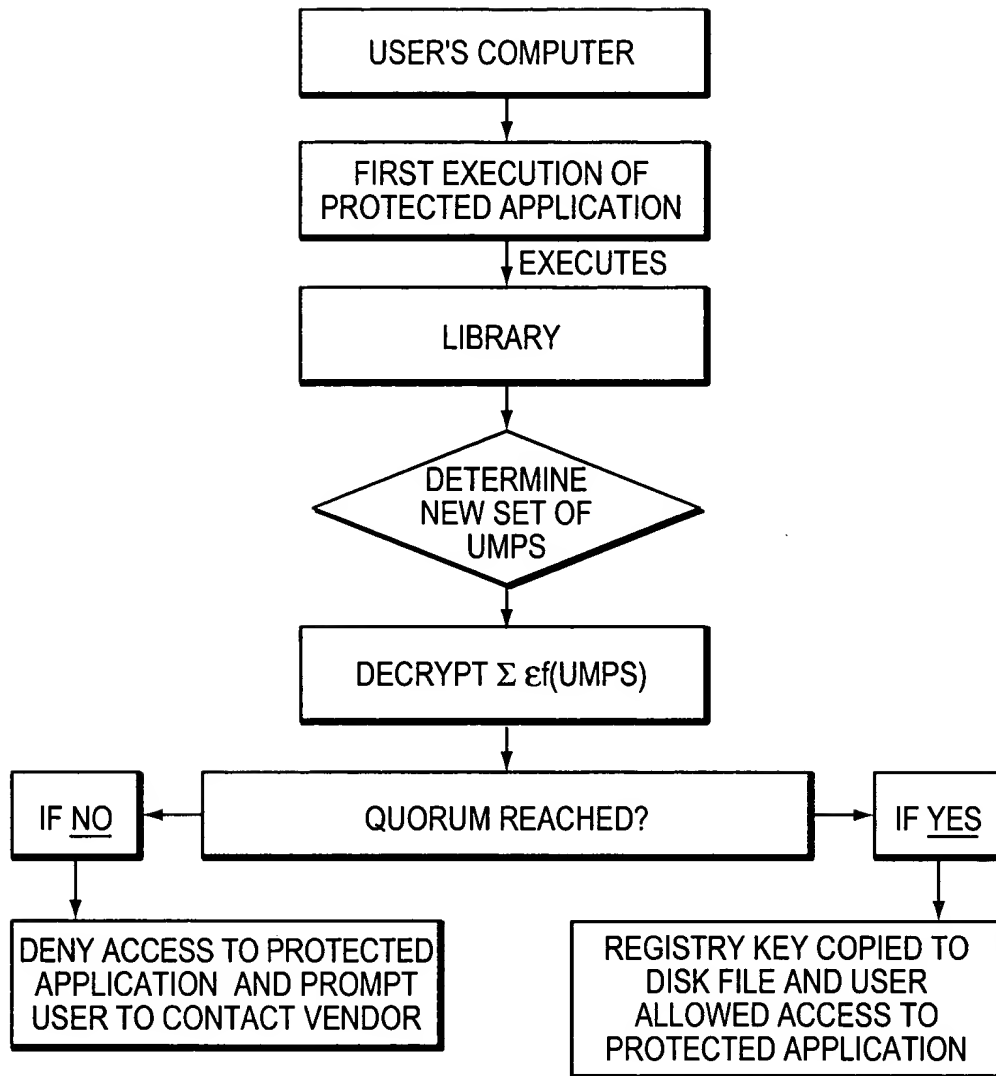 USER'S COMPUTER
FIRST EXECUTION OF
PROTECTED APPLICATION
EXECUTES
LIBRARY
DETERMINE
NEW SET OF
UMPS
DECRYPT Σ εf(UMPS)
IF NO
QUORUM REACHED?
IF YES
DENY ACCESS TO PROTECTED
APPLICATION AND PROMPT
USER TO CONTACT VENDOR
REGISTRY KEY COPIED TO
DISK FILE AND USER
ALLOWED ACCESS TO
PROTECTED APPLICATION